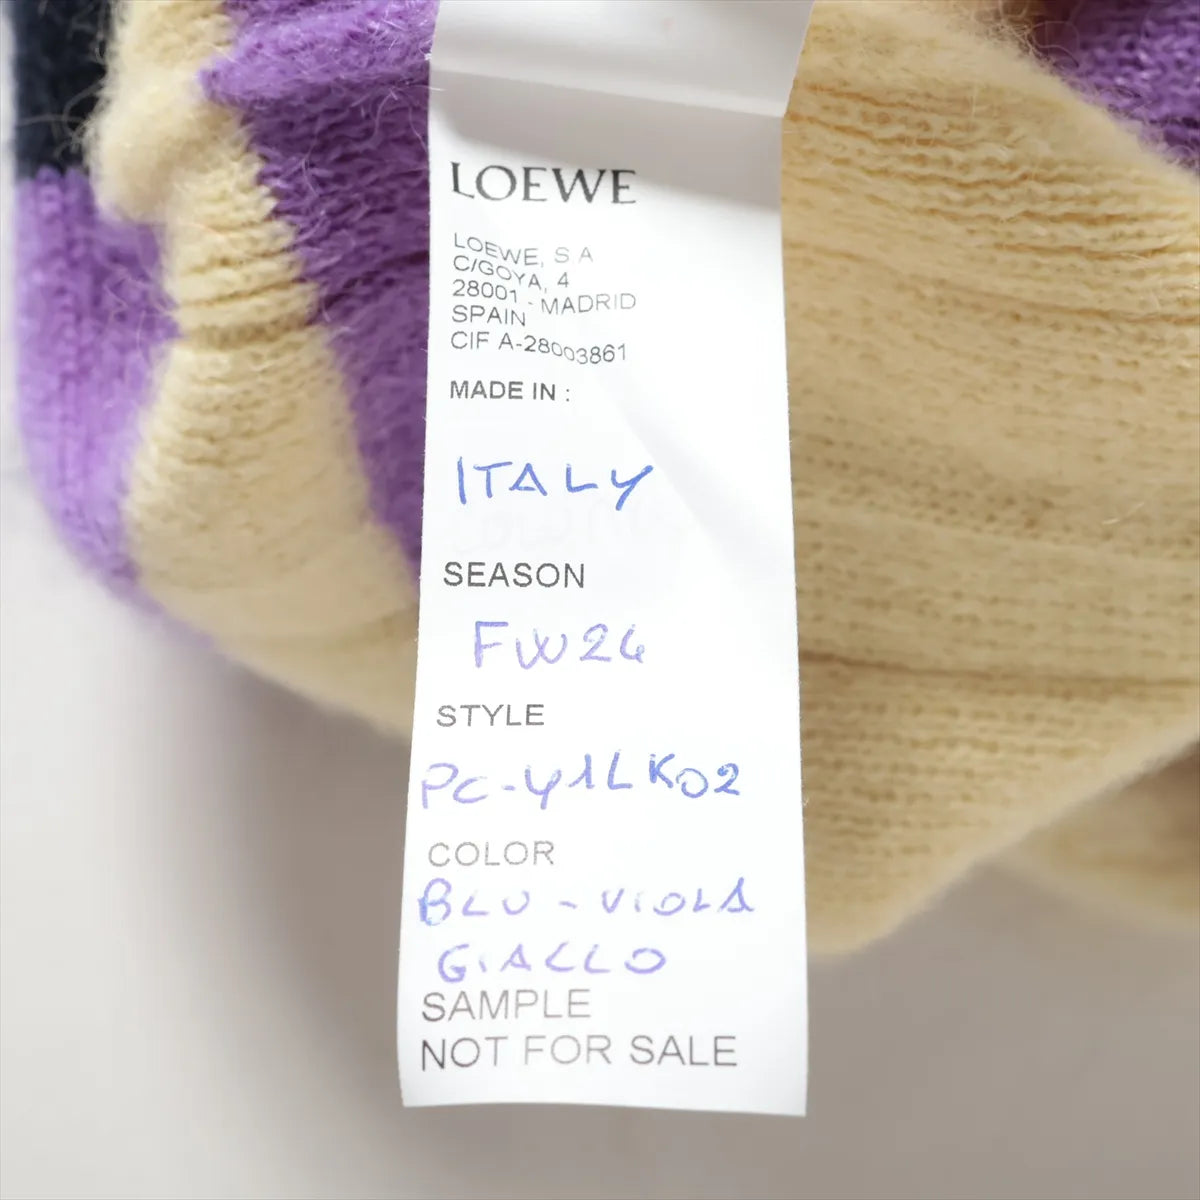 LOEWE
LOEWE, S A
C/GOYA, 4
28001 - MADRID
SPAIN
CIF A-28003861
MADE IN :
ITALY
SEASON
FW24
STYLE
PC-Y1LK02
COLOR
BLU - VIOLA
GIALLO
SAMPLE
NOT FOR SALE